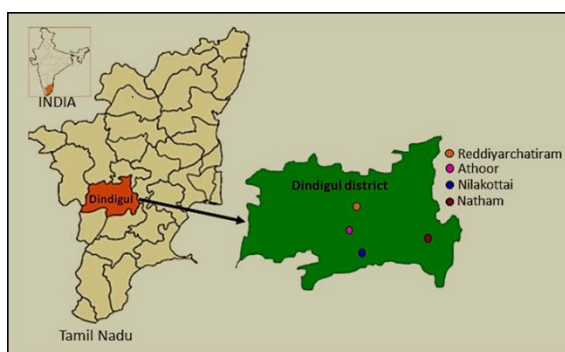 INDIA
Dindigul
Tamil Nadu
Dindigul district
Reddiyarchatiram
Athoor
Nilakottai
Natham